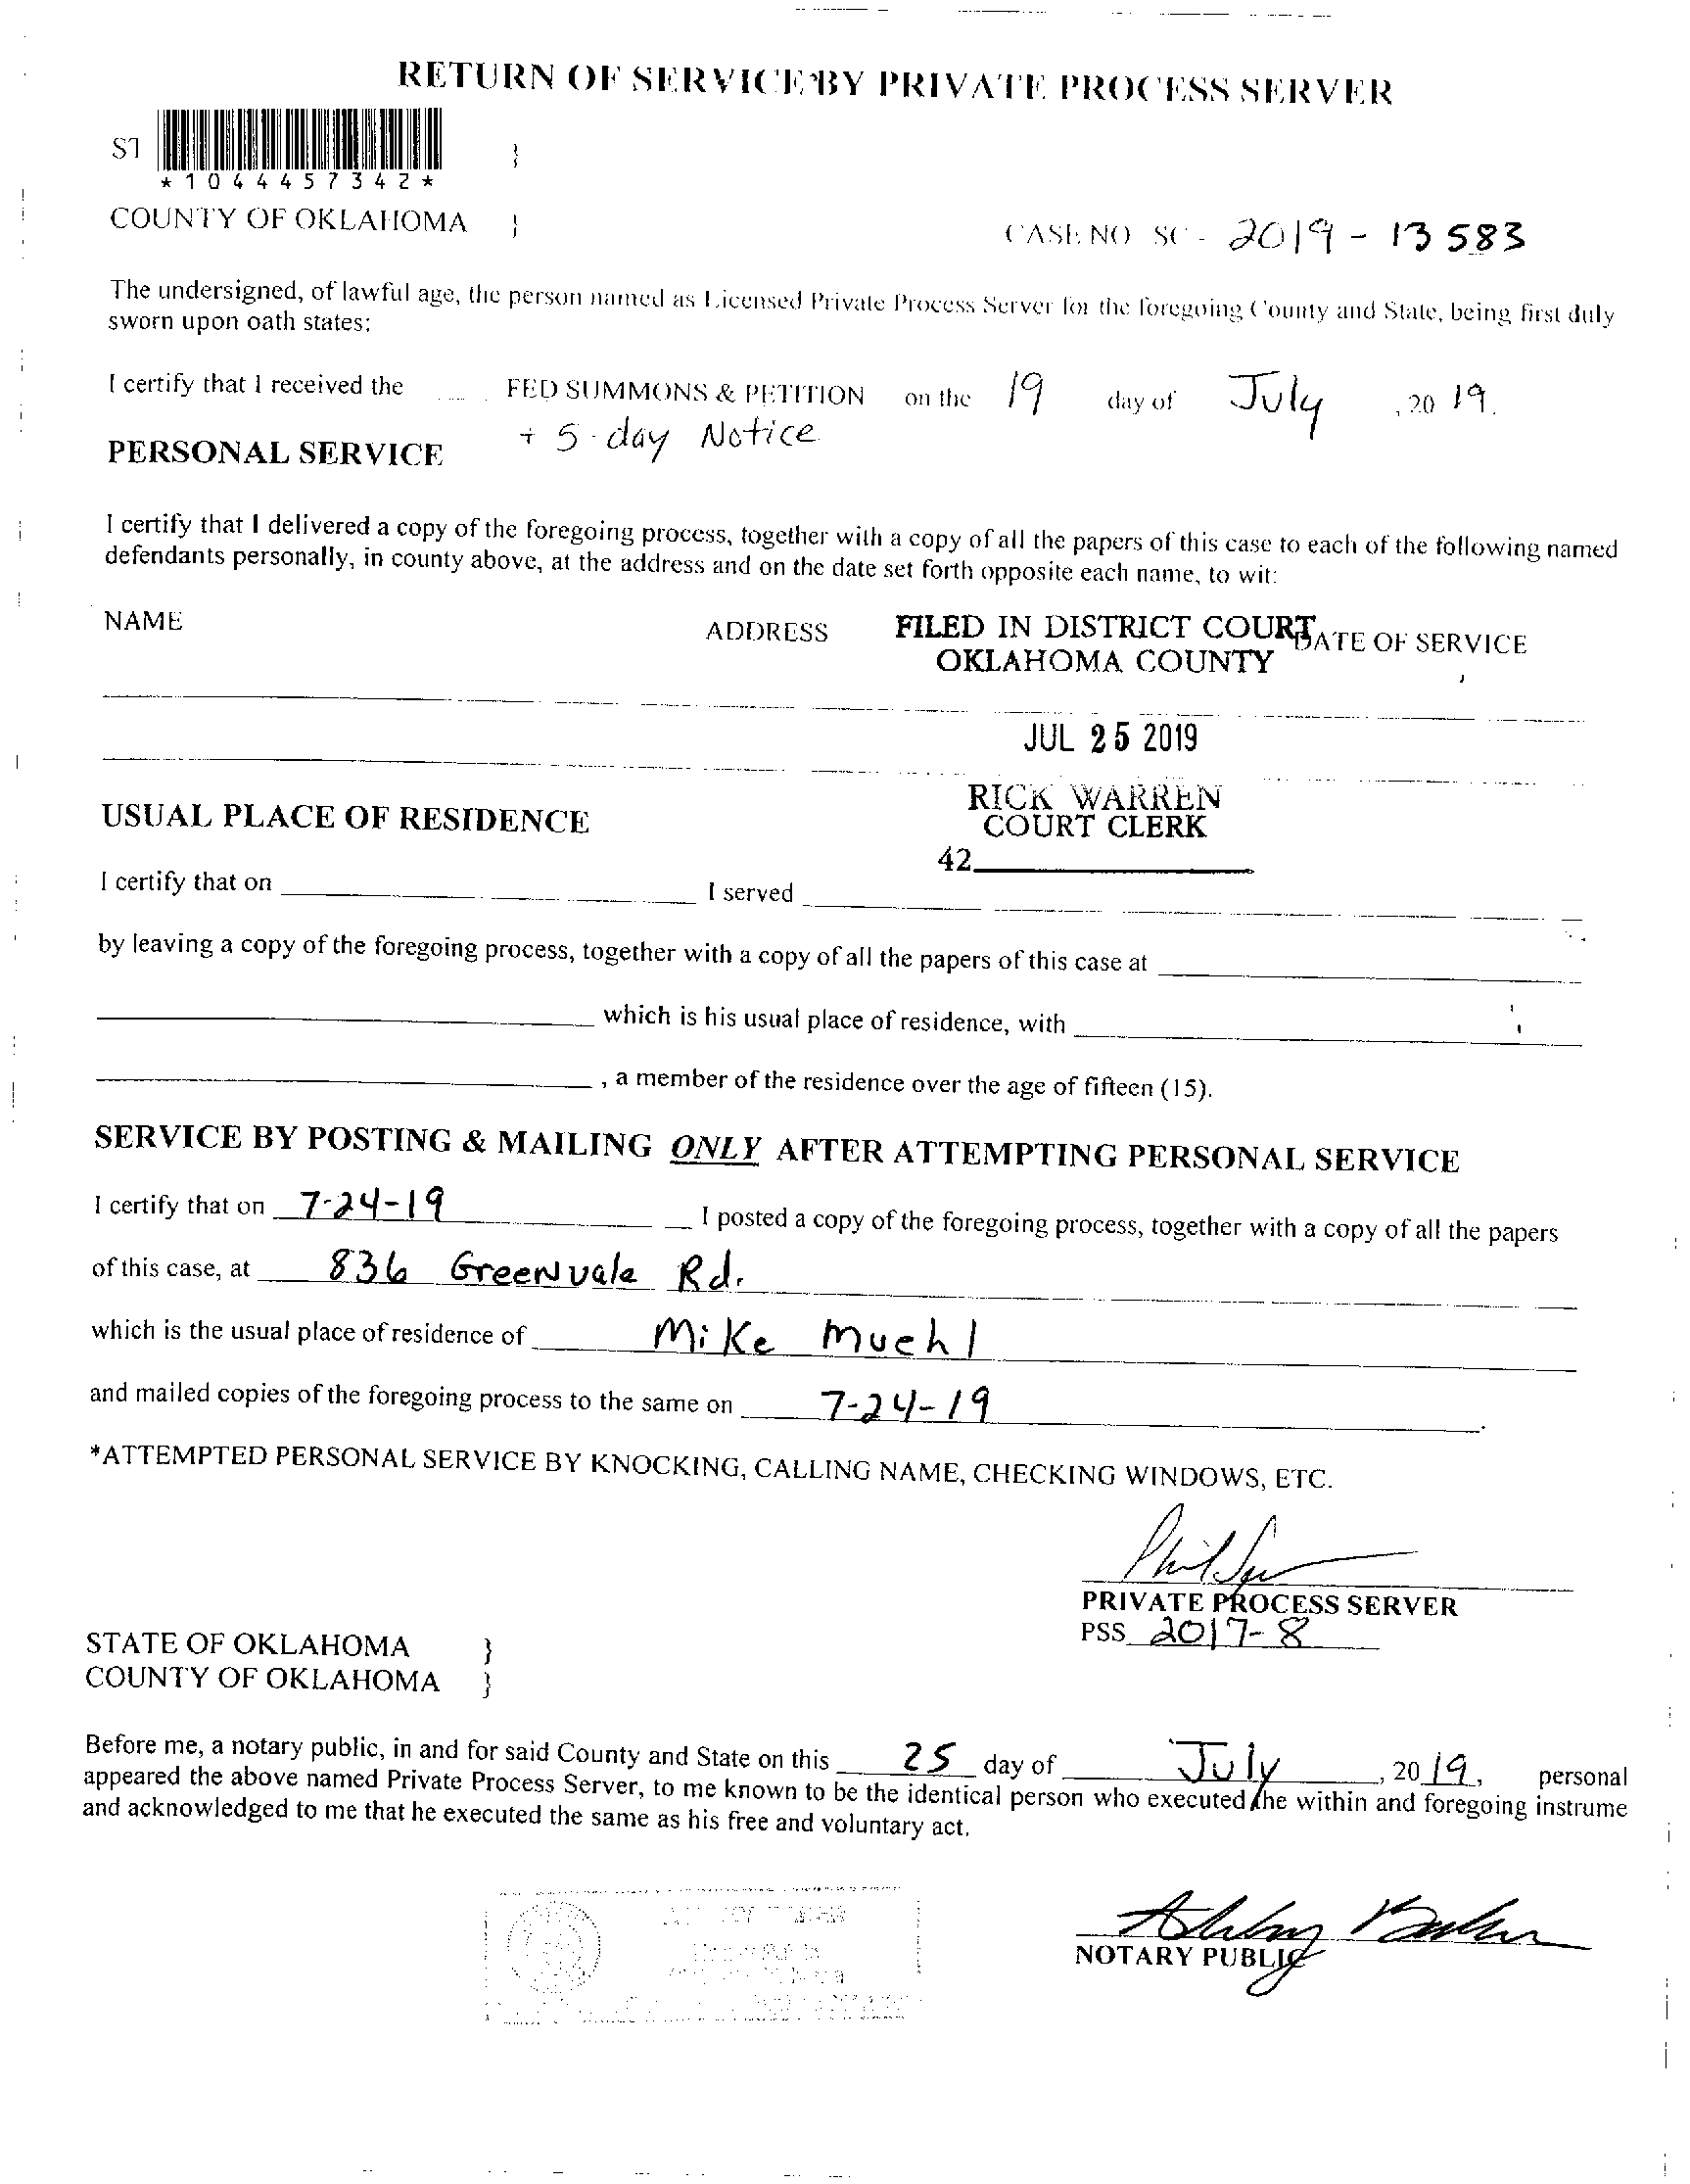 RETURN OF SERVICE BY PRIVATE PROCESS SERVER
ST
*1044457342*
COUNTY OF OKLAHOMA }
CASE NO SC - 2019 - 13583
The undersigned, of lawful age, the person named as Licensed Private Process Server for the foregoing County and State, being first duly
sworn upon oath states:
I certify that I received the FED SUMMONS & PETITION on the 19 day of July , 20 19.
+ 5-day Notice
PERSONAL SERVICE
I certify that I delivered a copy of the foregoing process, together with a copy of all the papers of this case to each of the following named
defendants personally, in county above, at the address and on the date set forth opposite each name, to wit:
NAME ADDRESS DATE OF SERVICE
FILED IN DISTRICT COURT
OKLAHOMA COUNTY
JUL 25 2019
RICK WARREN
COURT CLERK
42
USUAL PLACE OF RESIDENCE
I certify that on I served
by leaving a copy of the foregoing process, together with a copy of all the papers of this case at
which is his usual place of residence, with
, a member of the residence over the age of fifteen (15).
SERVICE BY POSTING & MAILING ONLY AFTER ATTEMPTING PERSONAL SERVICE
I certify that on 7-24-19 I posted a copy of the foregoing process, together with a copy of all the papers
of this case, at 836 Greenvale Rd.
which is the usual place of residence of Mike Muehl
and mailed copies of the foregoing process to the same on 7-24-19.
*ATTEMPTED PERSONAL SERVICE BY KNOCKING, CALLING NAME, CHECKING WINDOWS, ETC.
PRIVATE PROCESS SERVER
PSS 2017-8
STATE OF OKLAHOMA }
COUNTY OF OKLAHOMA }
Before me, a notary public, in and for said County and State on this 25 day of July, 2019, personal
appeared the above named Private Process Server, to me known to be the identical person who executed the within and foregoing instrume
and acknowledged to me that he executed the same as his free and voluntary act.
NOTARY PUBLIC